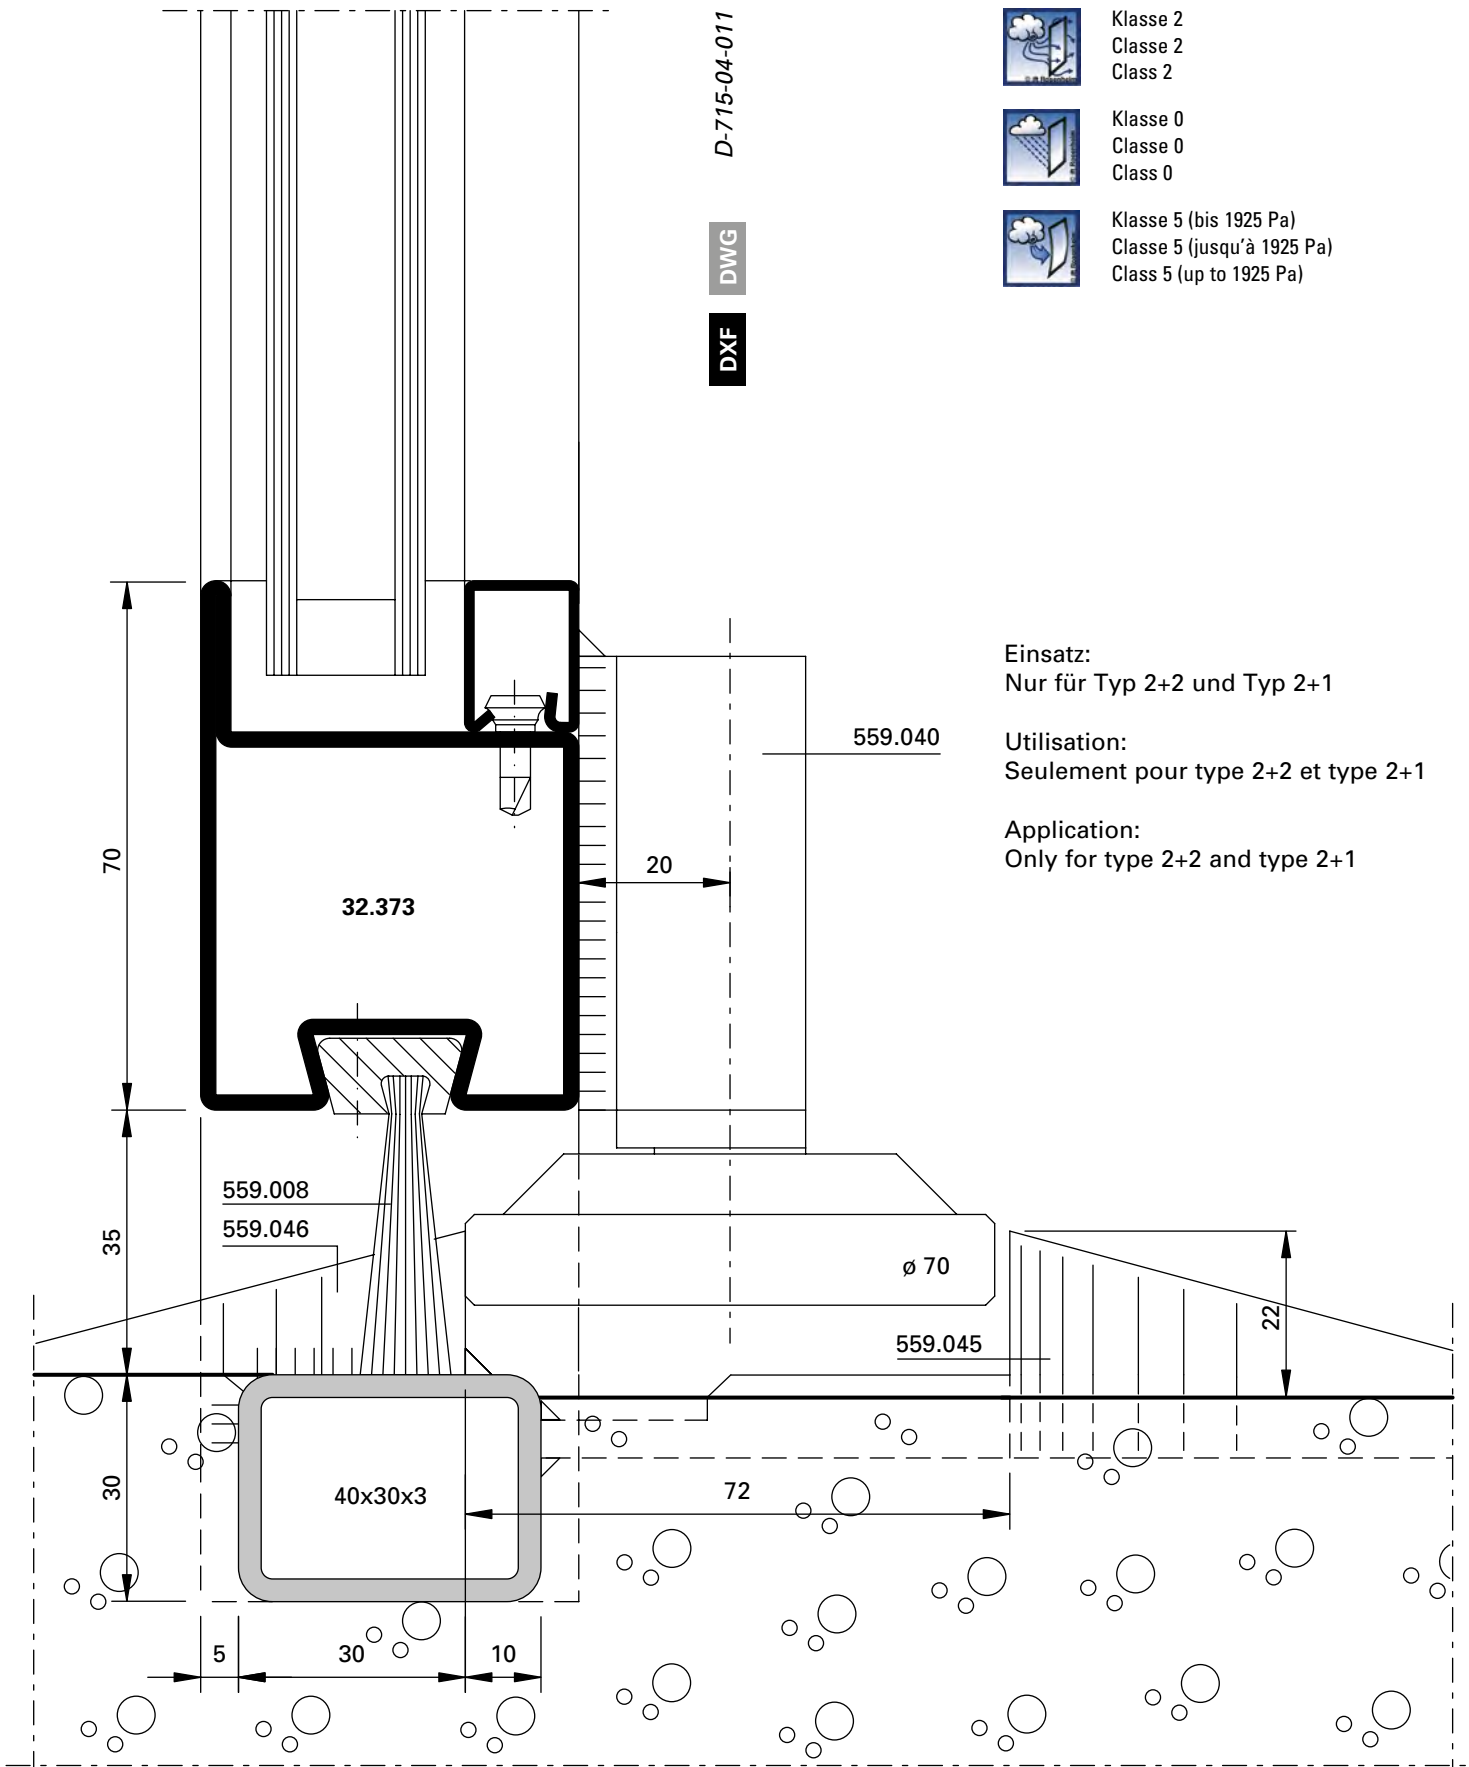 D-715-04-011
DWG
DXF
Klasse 2
Classe 2
Class 2
Klasse 0
Classe 0
Class 0
Klasse 5 (bis 1925 Pa)
Classe 5 (jusqu'à 1925 Pa)
Class 5 (up to 1925 Pa)
Einsatz:
Nur für Typ 2+2 und Typ 2+1
Utilisation:
Seulement pour type 2+2 et type 2+1
Application:
Only for type 2+2 and type 2+1
559.040
70
20
32.373
559.008
559.046
35
ø 70
22
559.045
30
40x30x3
72
5
30
10